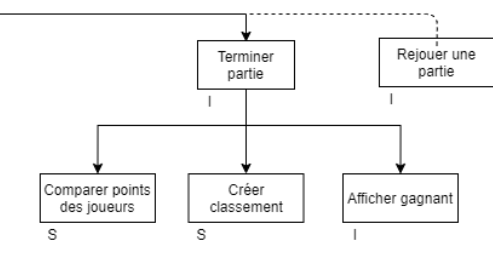 Terminer
partie
I
Rejouer une
partie
I
Comparer points
des joueurs
S
Créer
classement
S
Afficher gagnant
I